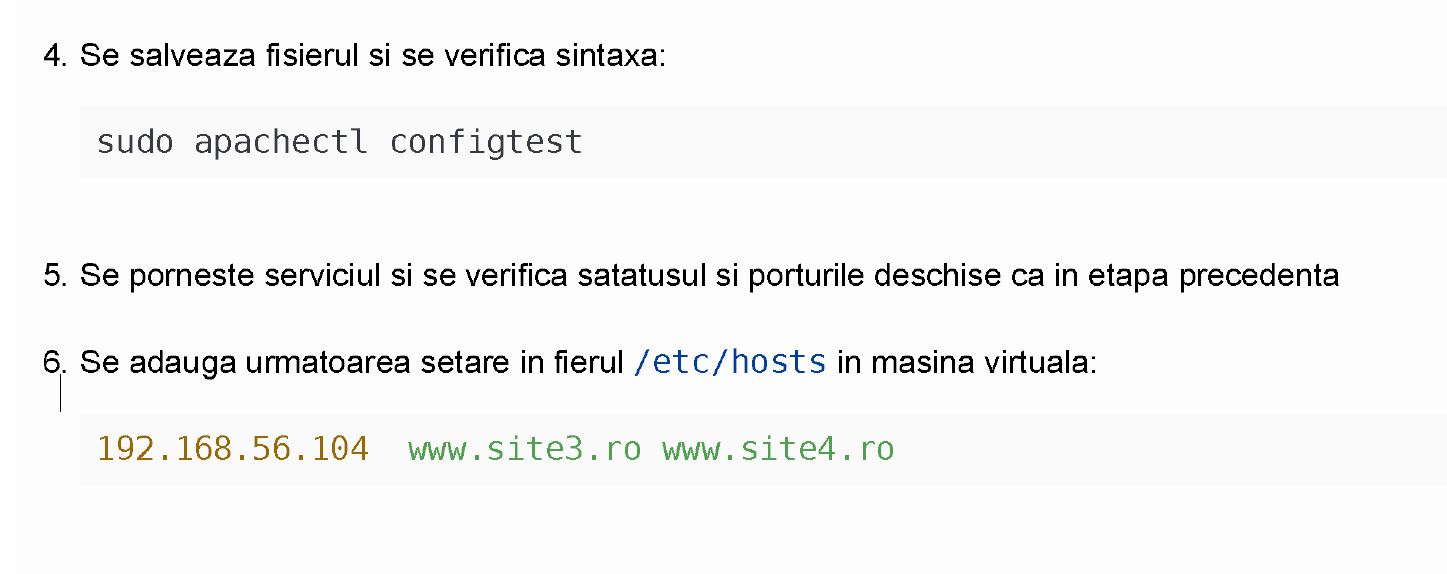 4. Se salveaza fisierul si se verifica sintaxa:
sudo apachectl configtest
5. Se porneste serviciul si se verifica satatusul si porturile deschise ca in etapa precedenta
6. Se adauga urmatoarea setare in fierul /etc/hosts in masina virtuala:
192.168.56.104  www.site3.ro www.site4.ro